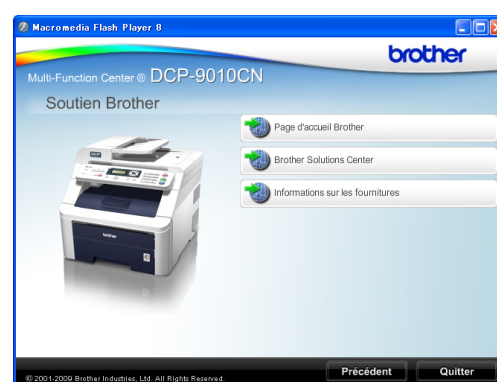 Macromedia Flash Player 8
brother
Multi-Function Center ® DCP-9010CN
Soutien Brother
Page d'accueil Brother
Brother Solutions Center
Informations sur les fournitures
brother
© 2001-2009 Brother Industries, Ltd. All Rights Reserved.
Précédent
Quitter